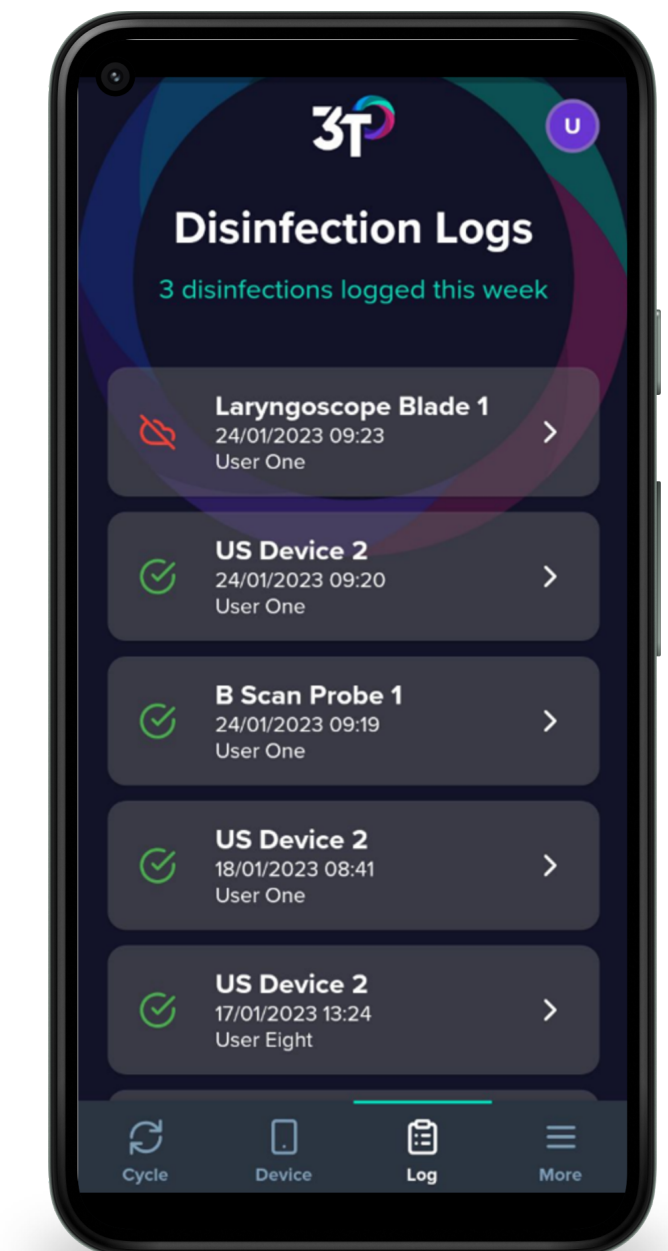 3T
U
Disinfection Logs
3 disinfections logged this week
Laryngoscope Blade 1
24/01/2023 09:23
User One
US Device 2
24/01/2023 09:20
User One
B Scan Probe 1
24/01/2023 09:19
User One
US Device 2
18/01/2023 08:41
User One
US Device 2
17/01/2023 13:24
User Eight
Cycle Device Log More